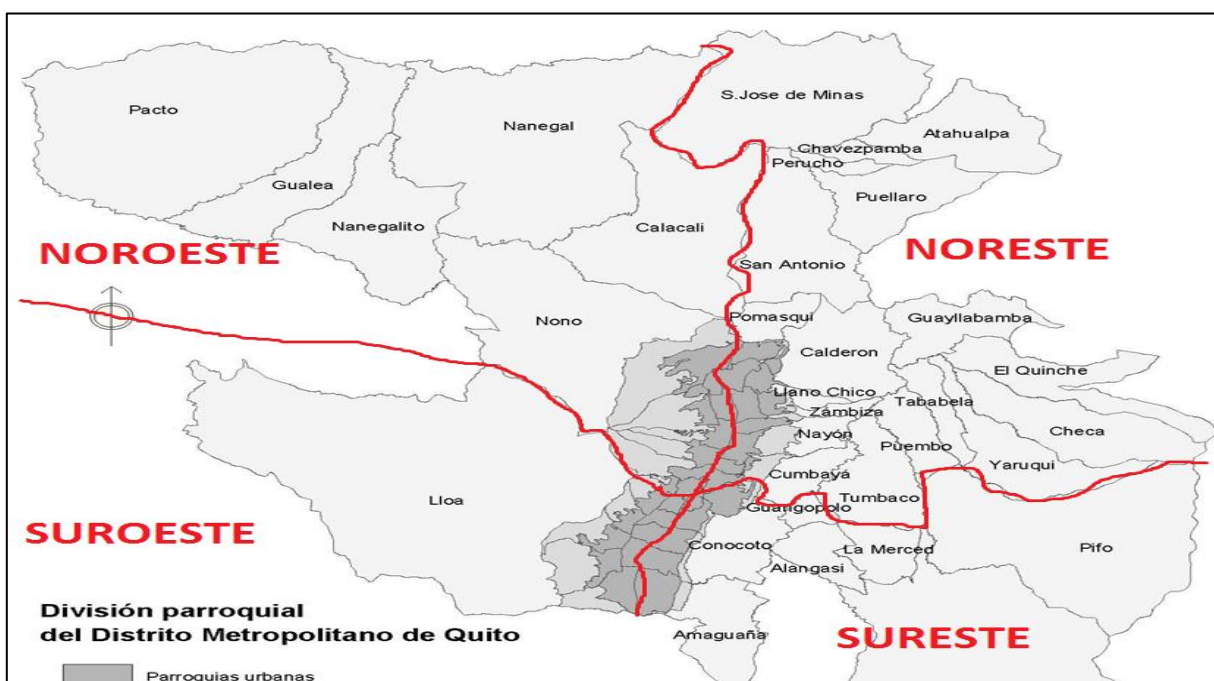 S.Jose de Minas
Pacto
Nanegal
Atahualpa
Chavezpamba
Perucho
Gualea
Puellaro
Nanegalito
Calacali
NOROESTE
NORESTE
San Antonio
Nono
Pomasqui
Guayllabamba
Calderon
El Quinche
Llano Chico
Tababela
Zámbiza
Checa
Nayón
Puembo
Yaruqui
Cumbayá
Lloa
Tumbaco
Guangopolo
SUROESTE
Conocoto
La Merced
Pifo
Alangasi
División parroquial
del Distrito Metropolitano de Quito
Amaguaña
SURESTE
Parroquias urbanas